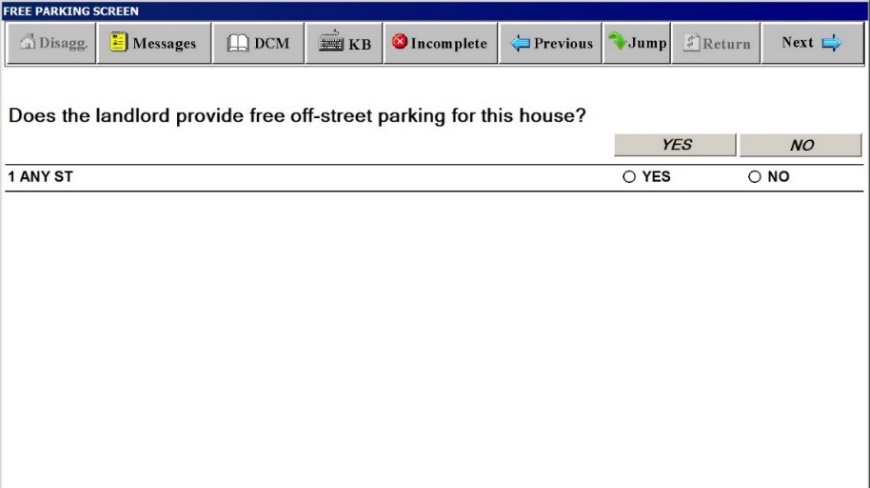 FREE PARKING SCREEN
Disagg. Messages DCM KB Incomplete Previous Jump Return Next
Does the landlord provide free off-street parking for this house?
YES NO
1 ANY ST YES NO